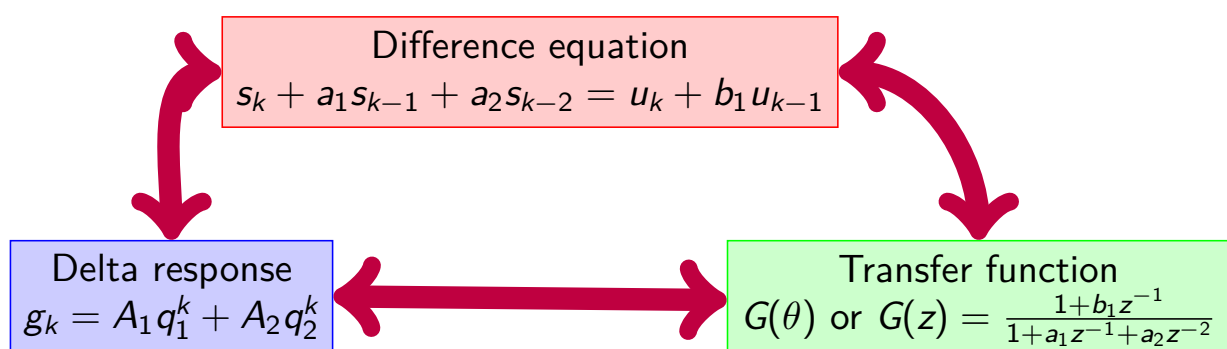 Difference equation
s_k + a_1 s_{k−1} + a_2 s_{k−2} = u_k + b_1 u_{k−1}
Delta response
g_k = A_1 q_1^k + A_2 q_2^k
Transfer function
G(θ) or G(z) = \frac{1+b_1 z^{-1}}{1+a_1 z^{-1}+a_2 z^{-2}}